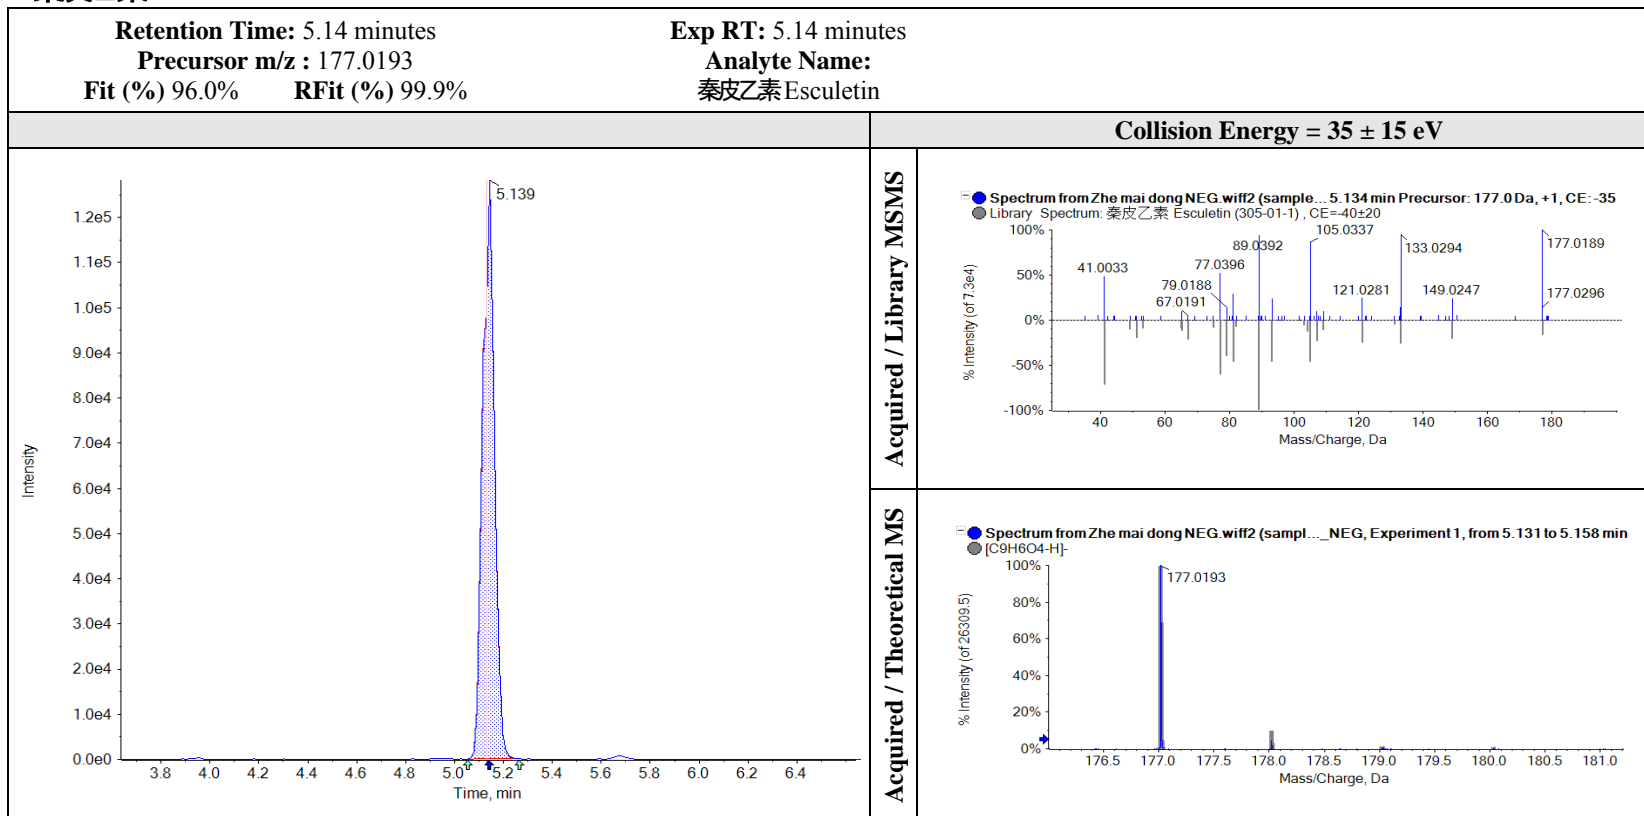 Retention Time: 5.14 minutes
Exp RT: 5.14 minutes
Precursor m/z : 177.0193
Analyte Name:
Fit (%) 96.0% RFit (%) 99.9%
秦皮乙素 Esculetin
Collision Energy = 35 ± 15 eV
Intensity
1.2e5
1.1e5
1.0e5
9.0e4
8.0e4
7.0e4
6.0e4
5.0e4
4.0e4
3.0e4
2.0e4
1.0e4
0.0e0
5.139
3.8 4.0 4.2 4.4 4.6 4.8 5.0 5.2 5.4 5.6 5.8 6.0 6.2 6.4
Time, min
Acquired / Library MSMS
Spectrum from Zhe mai dong NEG.wiff2 (sample... 5.134 min Precursor: 177.0 Da, +1, CE: -35
Library Spectrum: 秦皮乙素 Esculetin (305-01-1) , CE=-40±20
% Intensity (of 7.3e4)
100%
50%
0%
-50%
-100%
41.0033
67.0191
79.0188
77.0396
89.0392
105.0337
121.0281
133.0294
149.0247
177.0189
177.0296
40 60 80 100 120 140 160 180
Mass/Charge, Da
Acquired / Theoretical MS
Spectrum from Zhe mai dong NEG.wiff2 (sampl..._NEG, Experiment 1, from 5.131 to 5.158 min
[C9H6O4-H]-
% Intensity (of 26309.5)
100%
80%
60%
40%
20%
0%
177.0193
176.5 177.0 177.5 178.0 178.5 179.0 179.5 180.0 180.5 181.0
Mass/Charge, Da